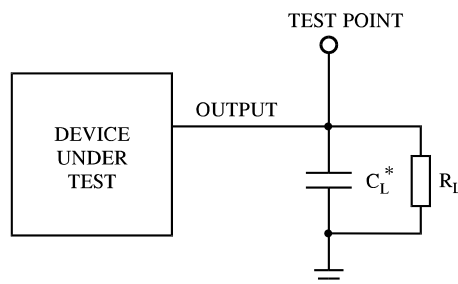 TEST POINT
OUTPUT
DEVICE
UNDER
TEST
C_L*
R_L